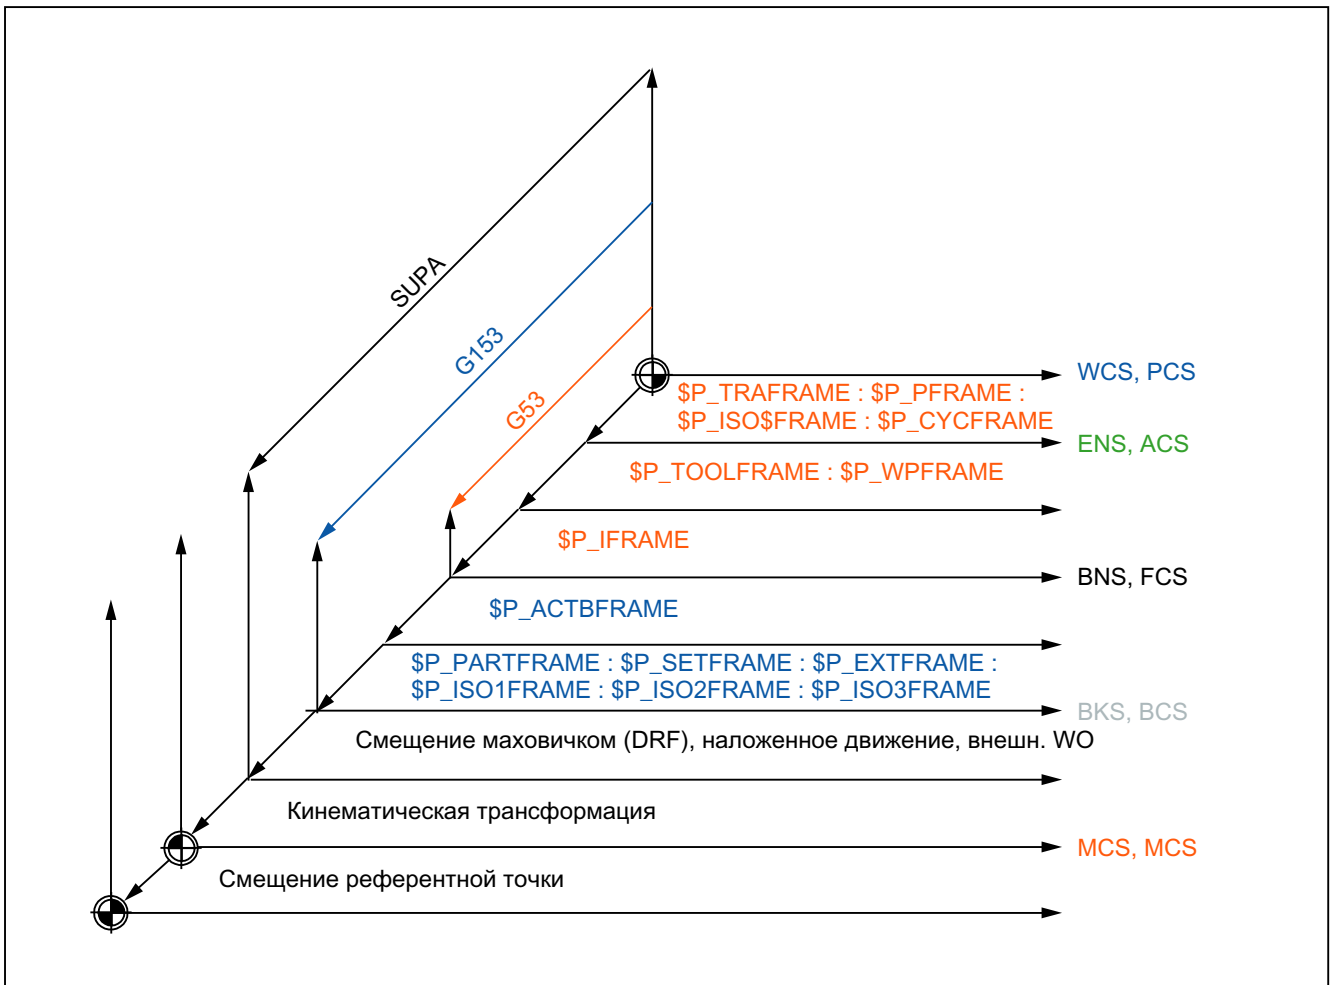 SUPA
G153
G53
WCS, PCS
$P_TRAFRAME : $P_PFRAME :
$P_ISO$FRAME : $P_CYCFRAME
ENS, ACS
$P_TOOLFRAME : $P_WPFRAME
$P_IFRAME
BNS, FCS
$P_ACTBFRAME
$P_PARTFRAME : $P_SETFRAME : $P_EXTFRAME :
$P_ISO1FRAME : $P_ISO2FRAME : $P_ISO3FRAME
BKS, BCS
Смещение маховичком (DRF), наложенное движение, внешн. WO
Кинематическая трансформация
MCS, MCS
Смещение референтной точки